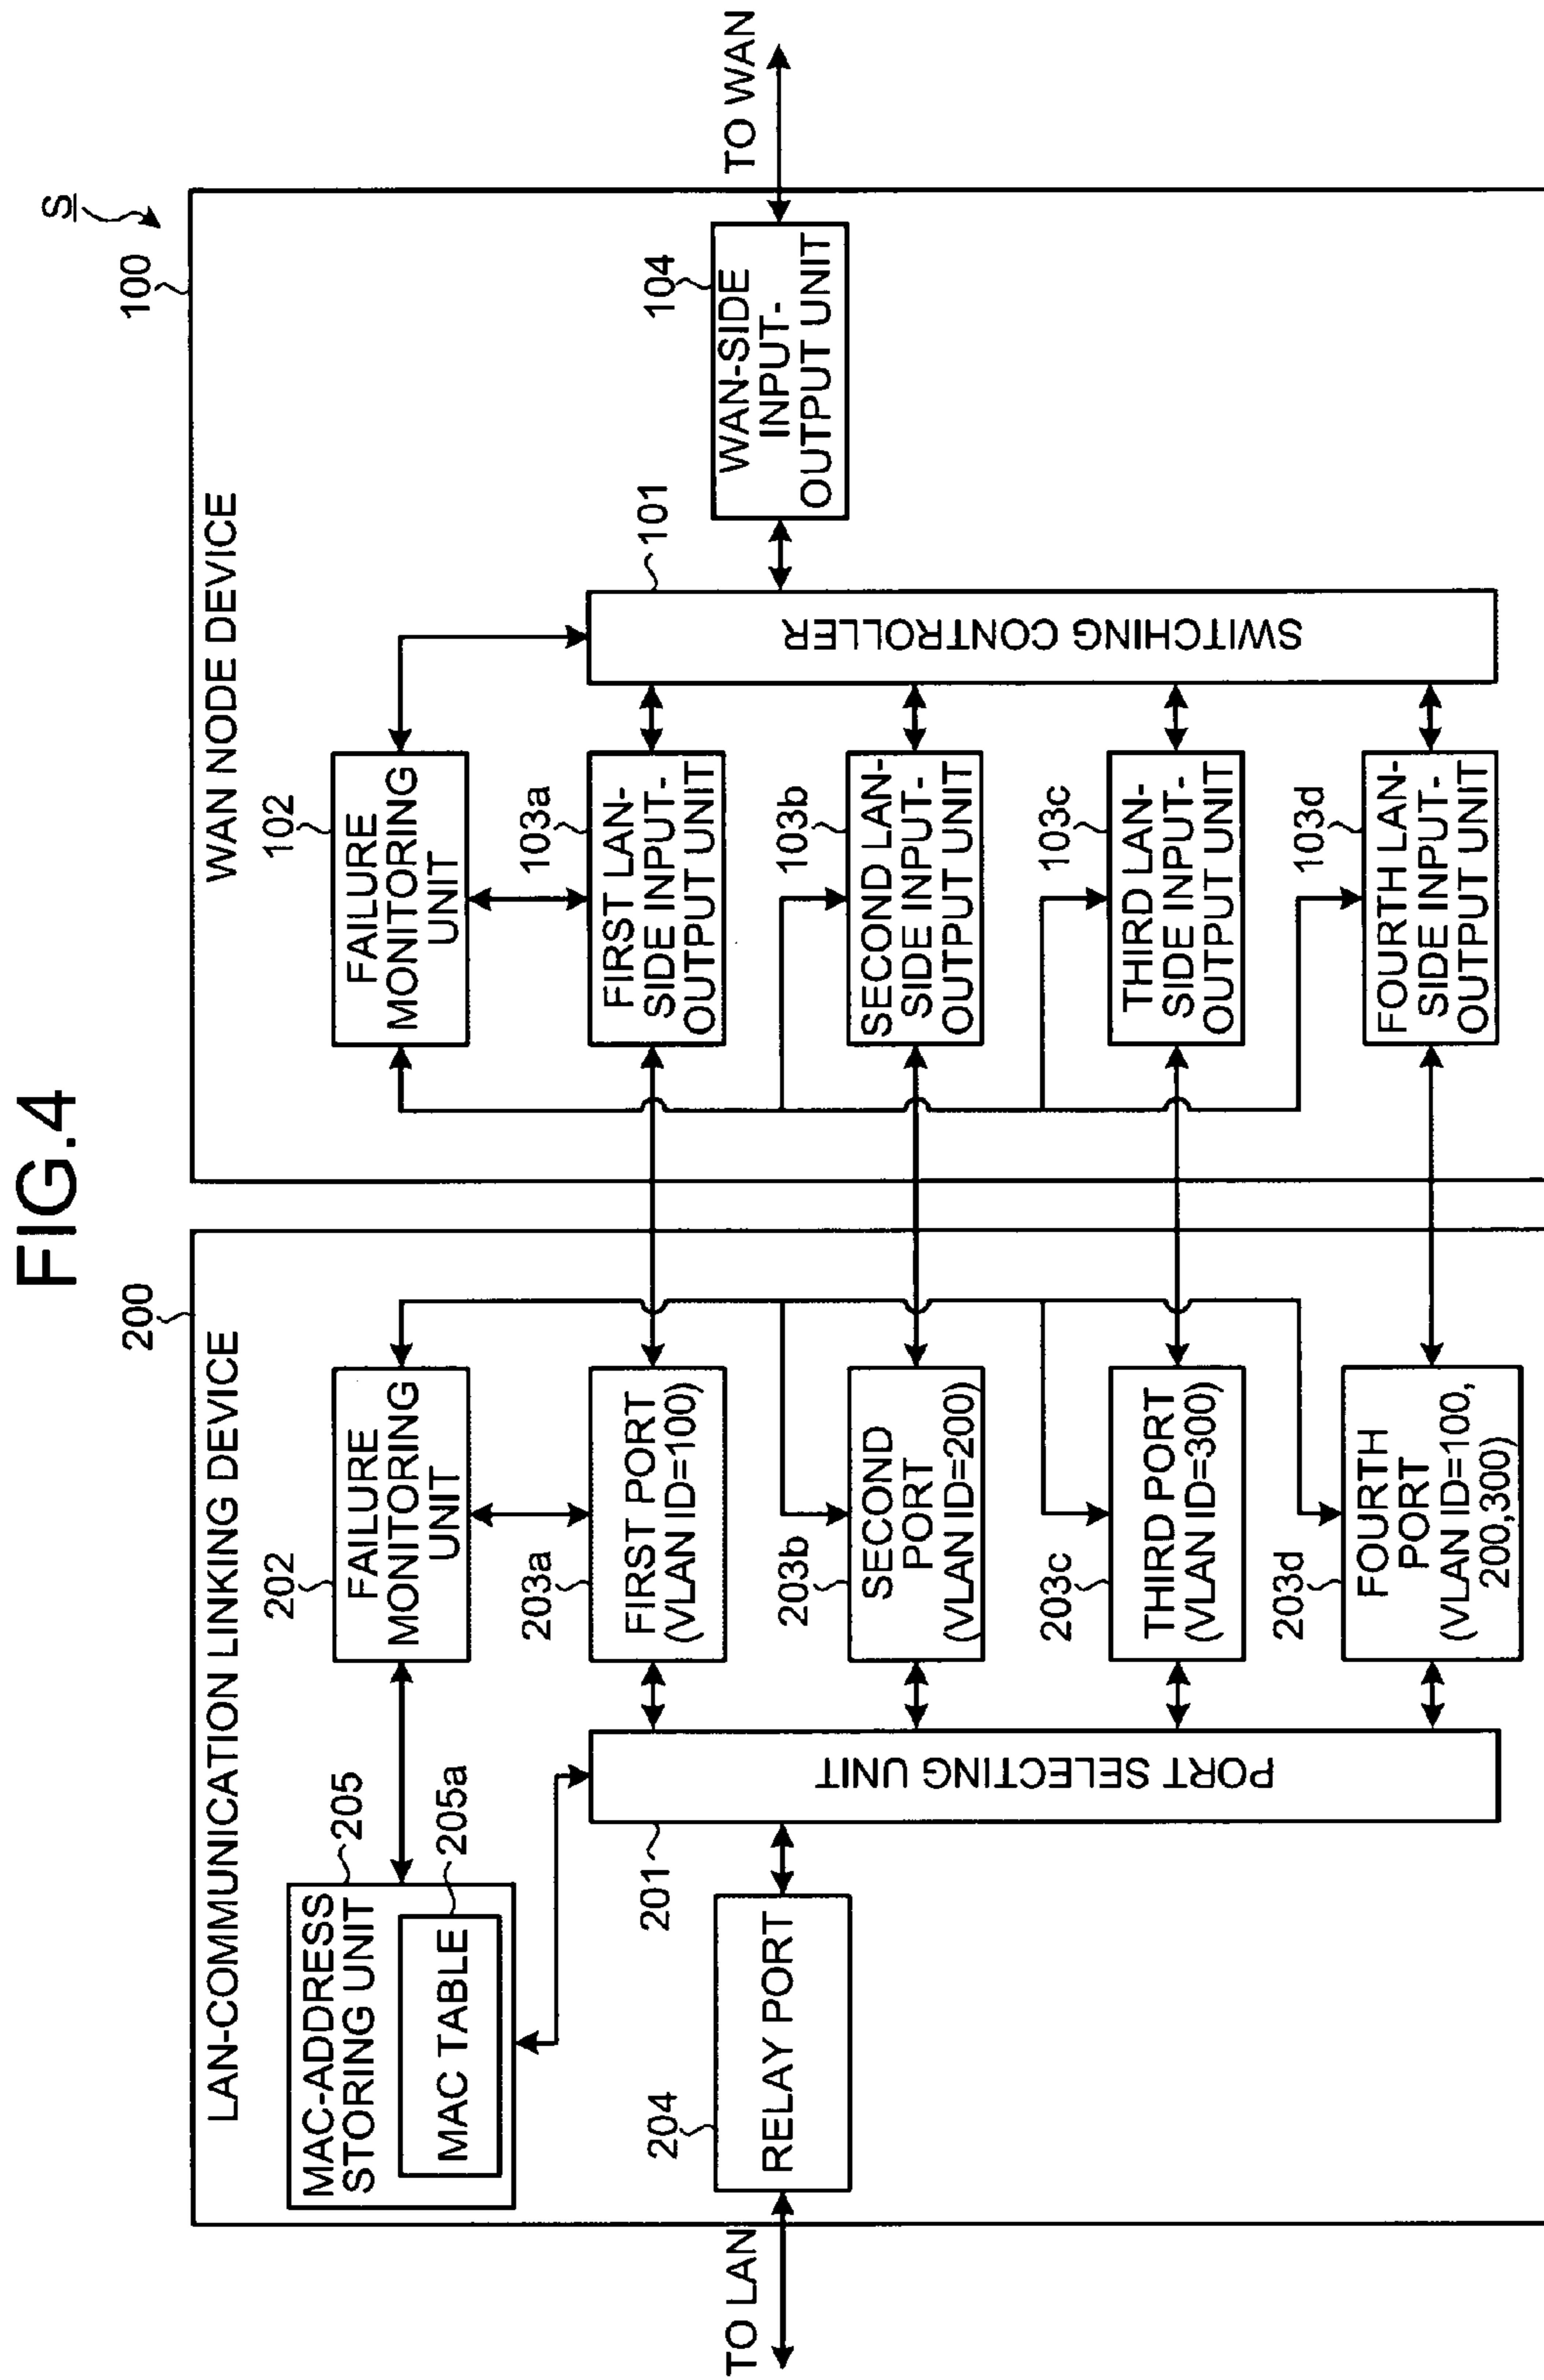 FIG.4
S
200
100
LAN-COMMUNICATION LINKING DEVICE
WAN NODE DEVICE
MAC-ADDRESS
STORING UNIT
205
MAC TABLE
205a
202
FAILURE
MONITORING
UNIT
102
FAILURE
MONITORING
UNIT
203a
FIRST PORT
(VLAN ID=100)
103a
FIRST LAN-
SIDE INPUT-
OUTPUT UNIT
TO LAN
204
RELAY PORT
201
PORT SELECTING UNIT
203b
SECOND
PORT
(VLAN ID=200)
103b
SECOND LAN-
SIDE INPUT-
OUTPUT UNIT
101
SWITCHING CONTROLLER
104
WAN-SIDE
INPUT-
OUTPUT UNIT
TO WAN
203c
THIRD PORT
(VLAN ID=300)
103c
THIRD LAN-
SIDE INPUT-
OUTPUT UNIT
203d
FOURTH
PORT
(VLAN ID=100,
200,300)
103d
FOURTH LAN-
SIDE INPUT-
OUTPUT UNIT